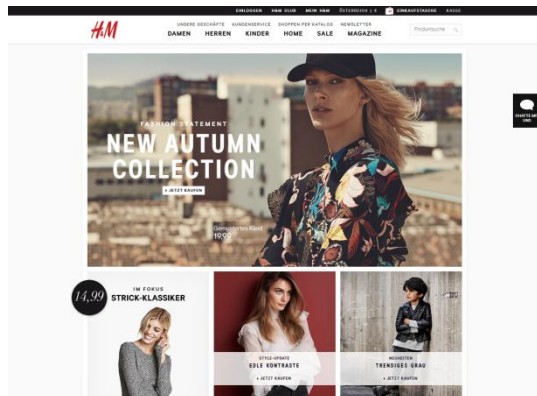 EINLOGGEN H&M CLUB MEIN H&M ÖSTERREICH | € EINKAUFSTASCHE KASSE
H&M
UNSERE GESCHÄFTE KUNDENSERVICE SHOPPEN PER KATALOG NEWSLETTER
DAMEN HERREN KINDER HOME SALE MAGAZINE
Produktsuche
FASHION STATEMENT
NEW AUTUMN
COLLECTION
› JETZT KAUFEN
Gemustertes Kleid
19,99
14,99
IM FOKUS
STRICK-KLASSIKER
STYLE-UPDATE
EDLE KONTRASTE
› JETZT KAUFEN
NEUHEITEN
TRENDIGES GRAU
› JETZT KAUFEN